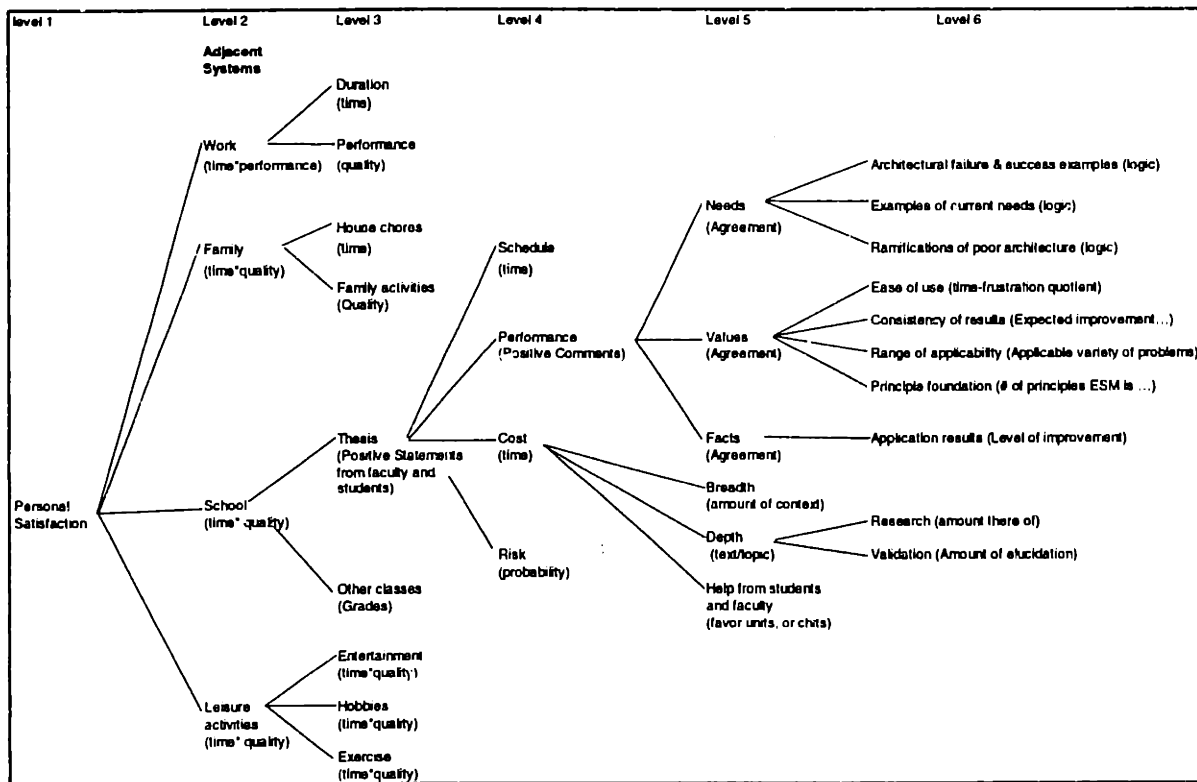 level 1
Level 2
Level 3
Level 4
Level 5
Level 6
Adjacent
Systems
Duration
(time)
Work
(time*performance)
Performance
(quality)
Architectural failure & success examples (logic)
Needs
(Agreement)
Examples of current needs (logic)
Ramifications of poor architecture (logic)
House chores
(time)
Family
(time*quality)
Family activities
(Quality)
Schedule
(time)
Ease of use (time-frustration quotient)
Consistency of results (Expected improvement...)
Performance
(Positive Comments)
Values
(Agreement)
Range of applicability (Applicable variety of problems)
Principle foundation (# of principles ESM is ...)
Thesis
(Positive Statements
from faculty and
students)
Cost
(time)
Facts
(Agreement)
Application results (Level of improvement)
Personal
Satisfaction
School
(time* quality)
Breadth
(amount of context)
Depth
(text/topic)
Research (amount there of)
Validation (Amount of elucidation)
Risk
(probability)
Other classes
(Grades)
Help from students
and faculty
(favor units, or chits)
Entertainment
(time*quality)
Leisure
activities
(time* quality)
Hobbies
(time*quality)
Exercise
(time*quality)